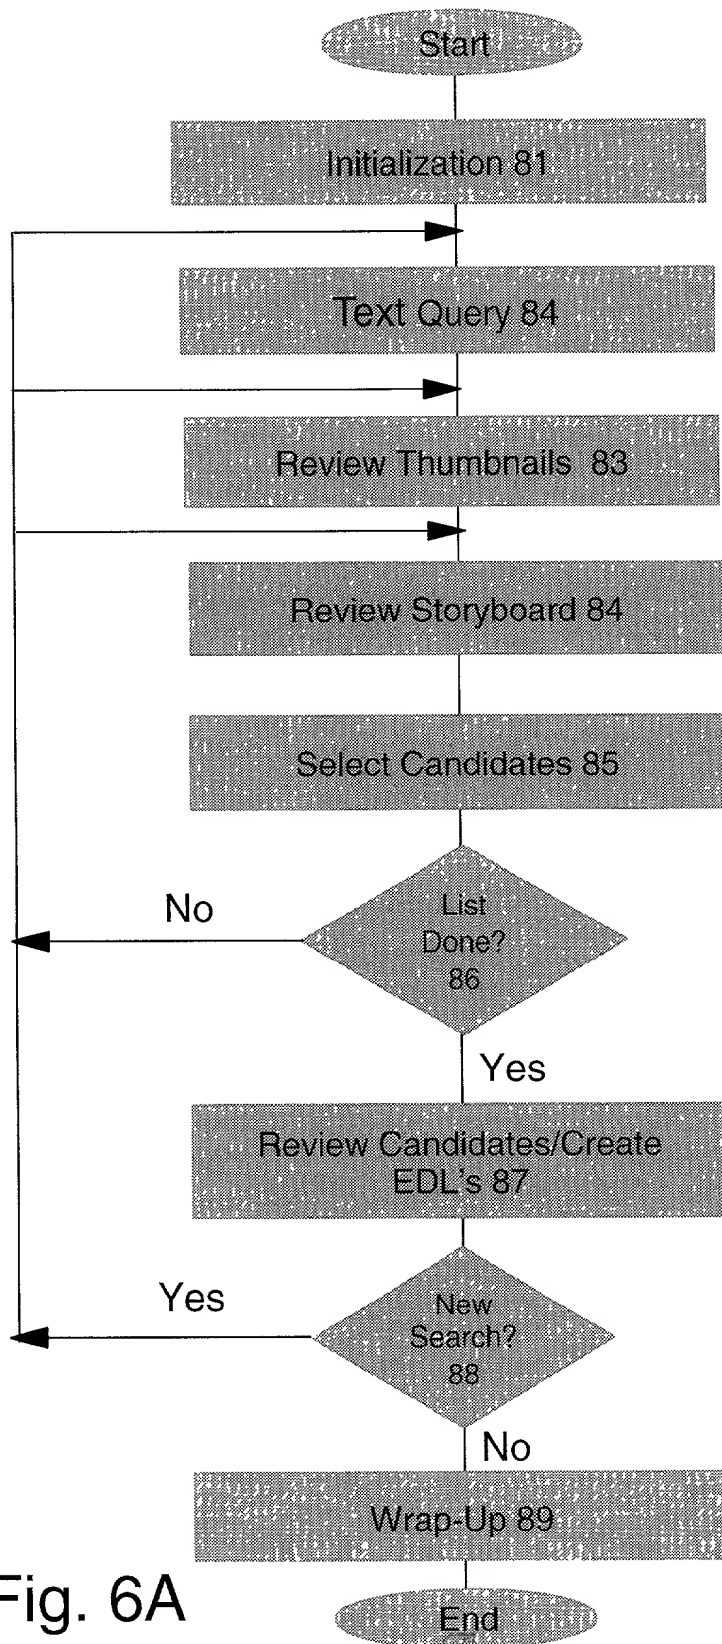 Start
Initialization 81
Text Query 84
Review Thumbnails 83
Review Storyboard 84
Select Candidates 85
List
Done?
86
No
Yes
Review Candidates/Create
EDL's 87
New
Search?
88
Yes
No
Wrap-Up 89
End
Fig. 6A